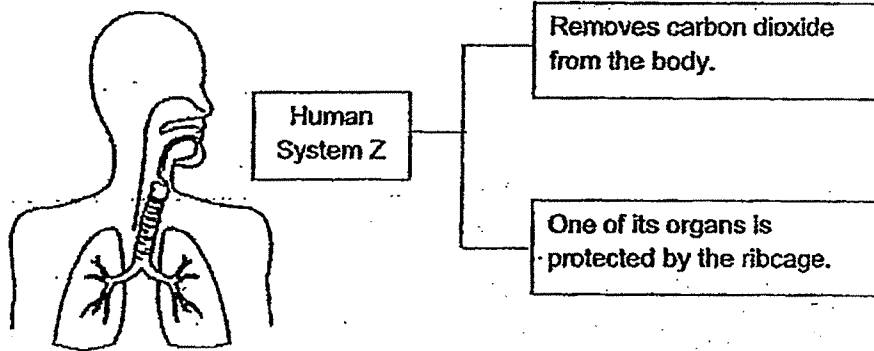 Removes carbon dioxide
from the body.
Human
System Z
One of its organs is
protected by the ribcage.